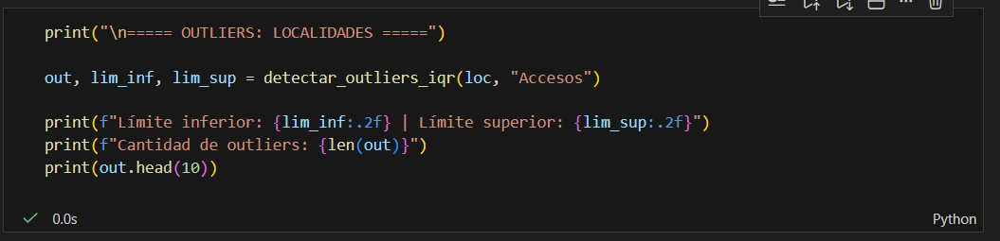 print("\n===== OUTLIERS: LOCALIDADES =====")
out, lim_inf, lim_sup = detectar_outliers_iqr(loc, "Accesos")
print(f"Límite inferior: {lim_inf:.2f} | Límite superior: {lim_sup:.2f}")
print(f"Cantidad de outliers: {len(out)}")
print(out.head(10))
0.0s
Python